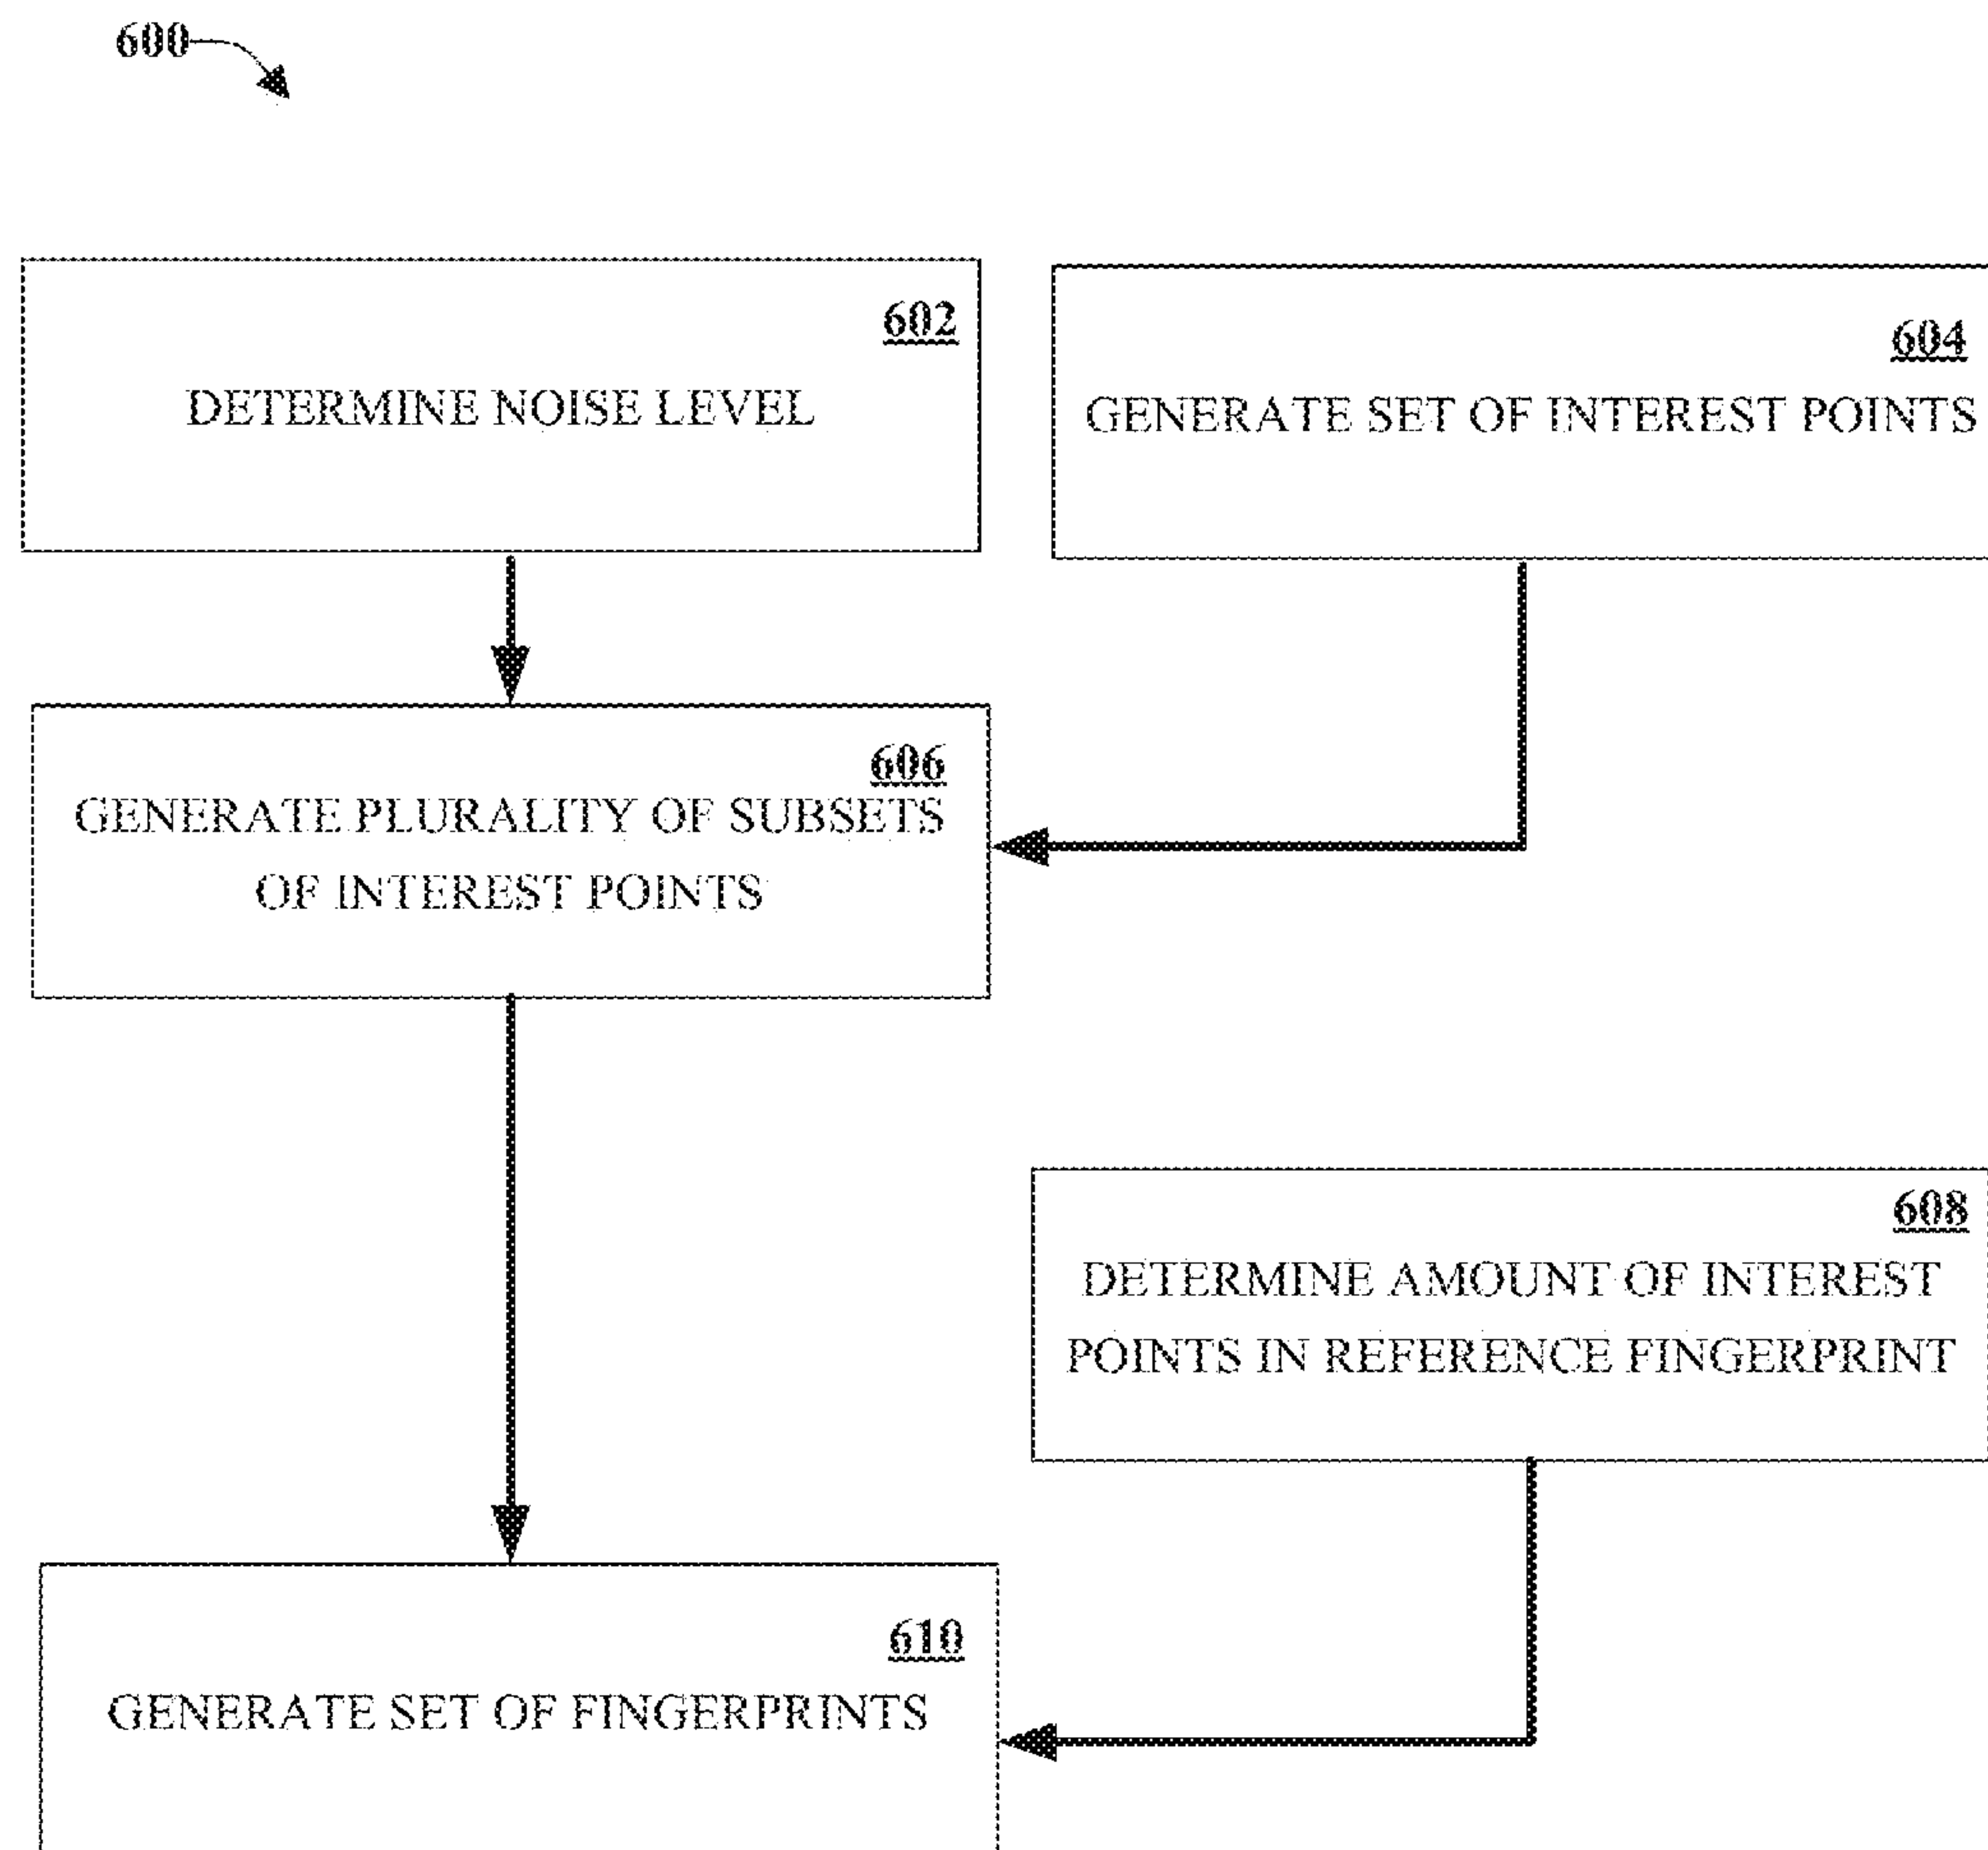 600
602
DETERMINE NOISE LEVEL
604
GENERATE SET OF INTEREST POINTS
606
GENERATE PLURALITY OF SUBSETS
OF INTEREST POINTS
608
DETERMINE AMOUNT OF INTEREST
POINTS IN REFERENCE FINGERPRINT
610
GENERATE SET OF FINGERPRINTS